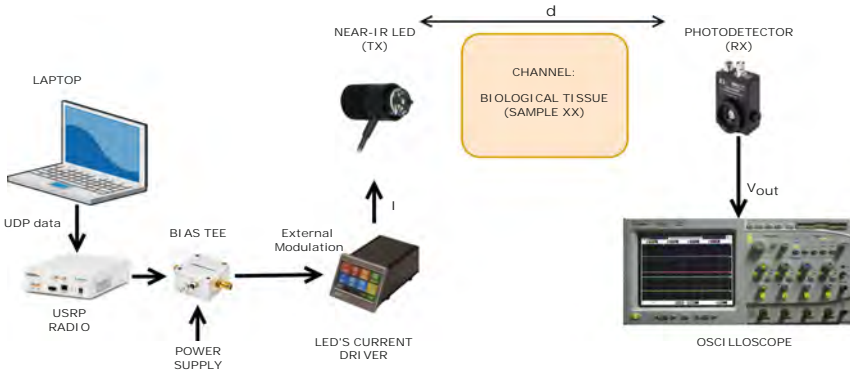 d
NEAR-IR LED
(TX)
PHOTODETECTOR
(RX)
LAPTOP
CHANNEL:
BIOLOGICAL TISSUE
(SAMPLE XX)
I
Vout
UDP data
BIAS TEE
External
Modulation
USRP
RADIO
POWER
SUPPLY
LED'S CURRENT
DRIVER
OSCILLOSCOPE